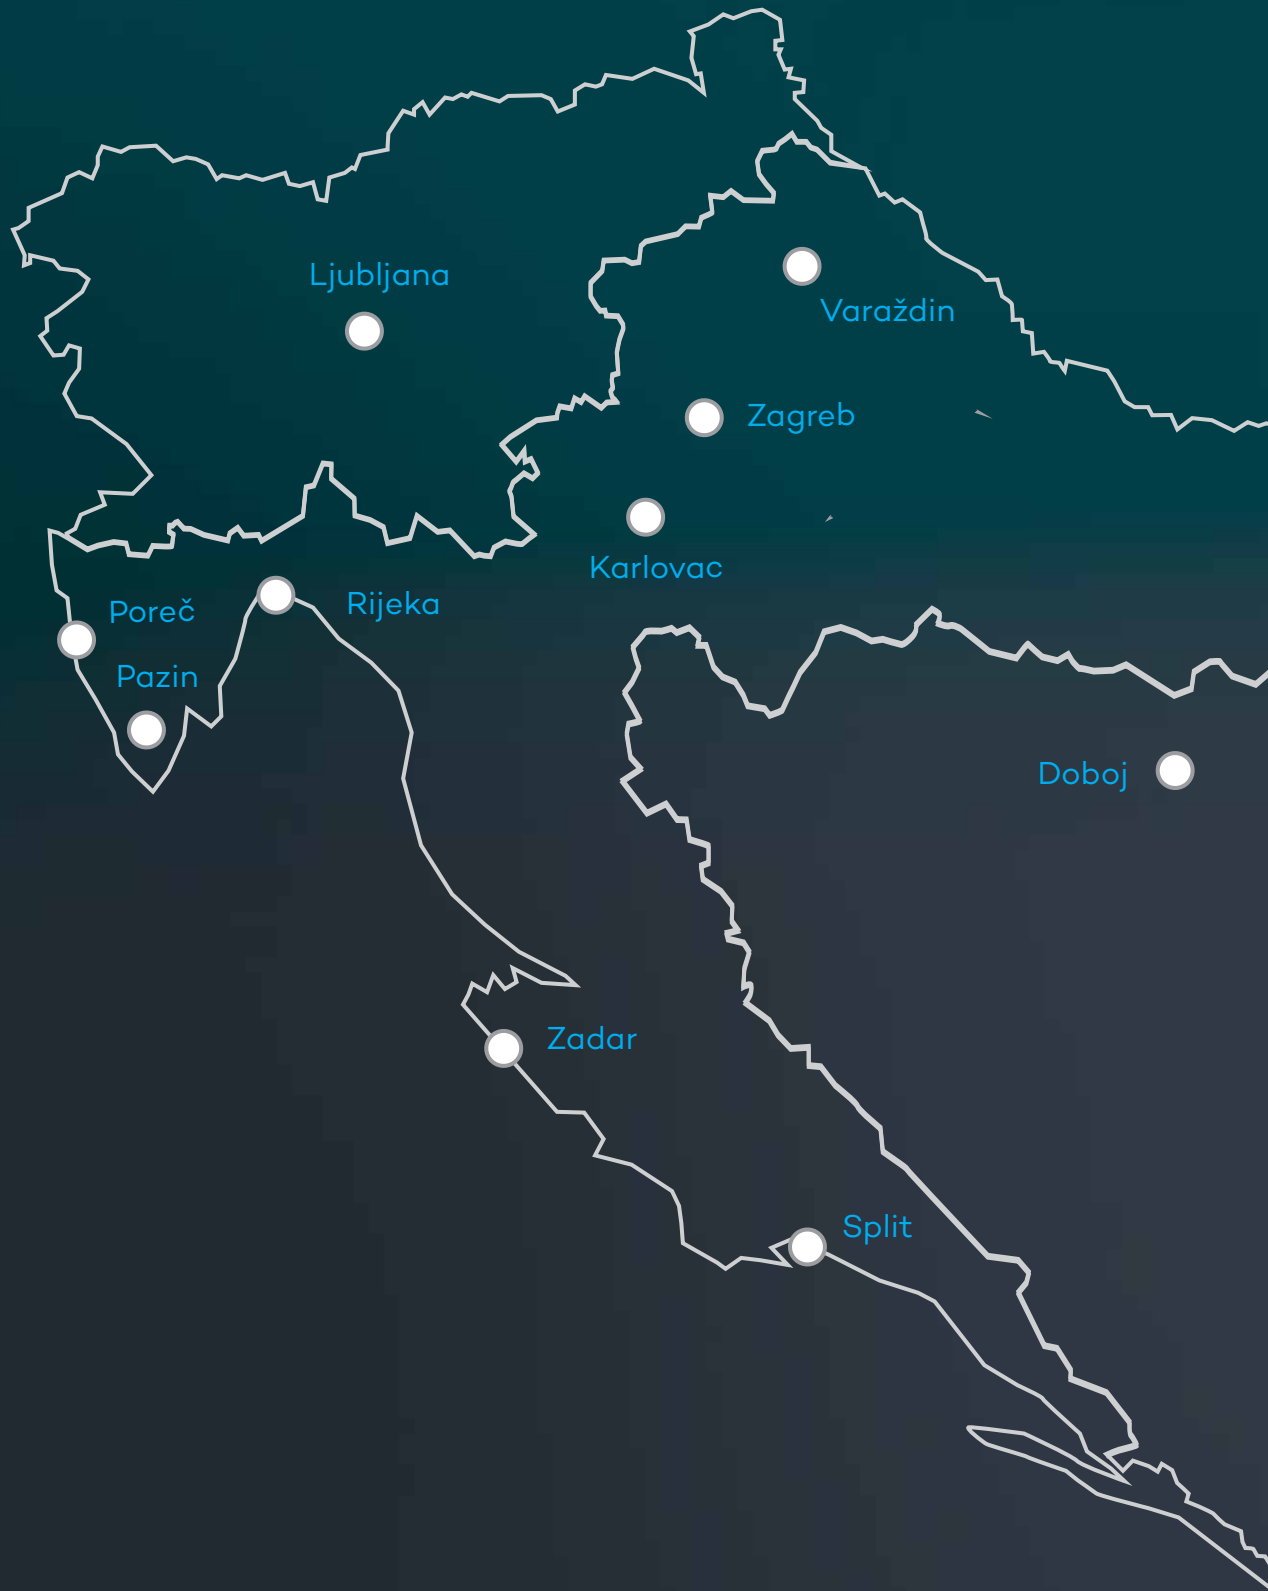 Ljubljana
Varaždin
Zagreb
Karlovac
Poreč
Rijeka
Pazin
Doboj
Zadar
Split